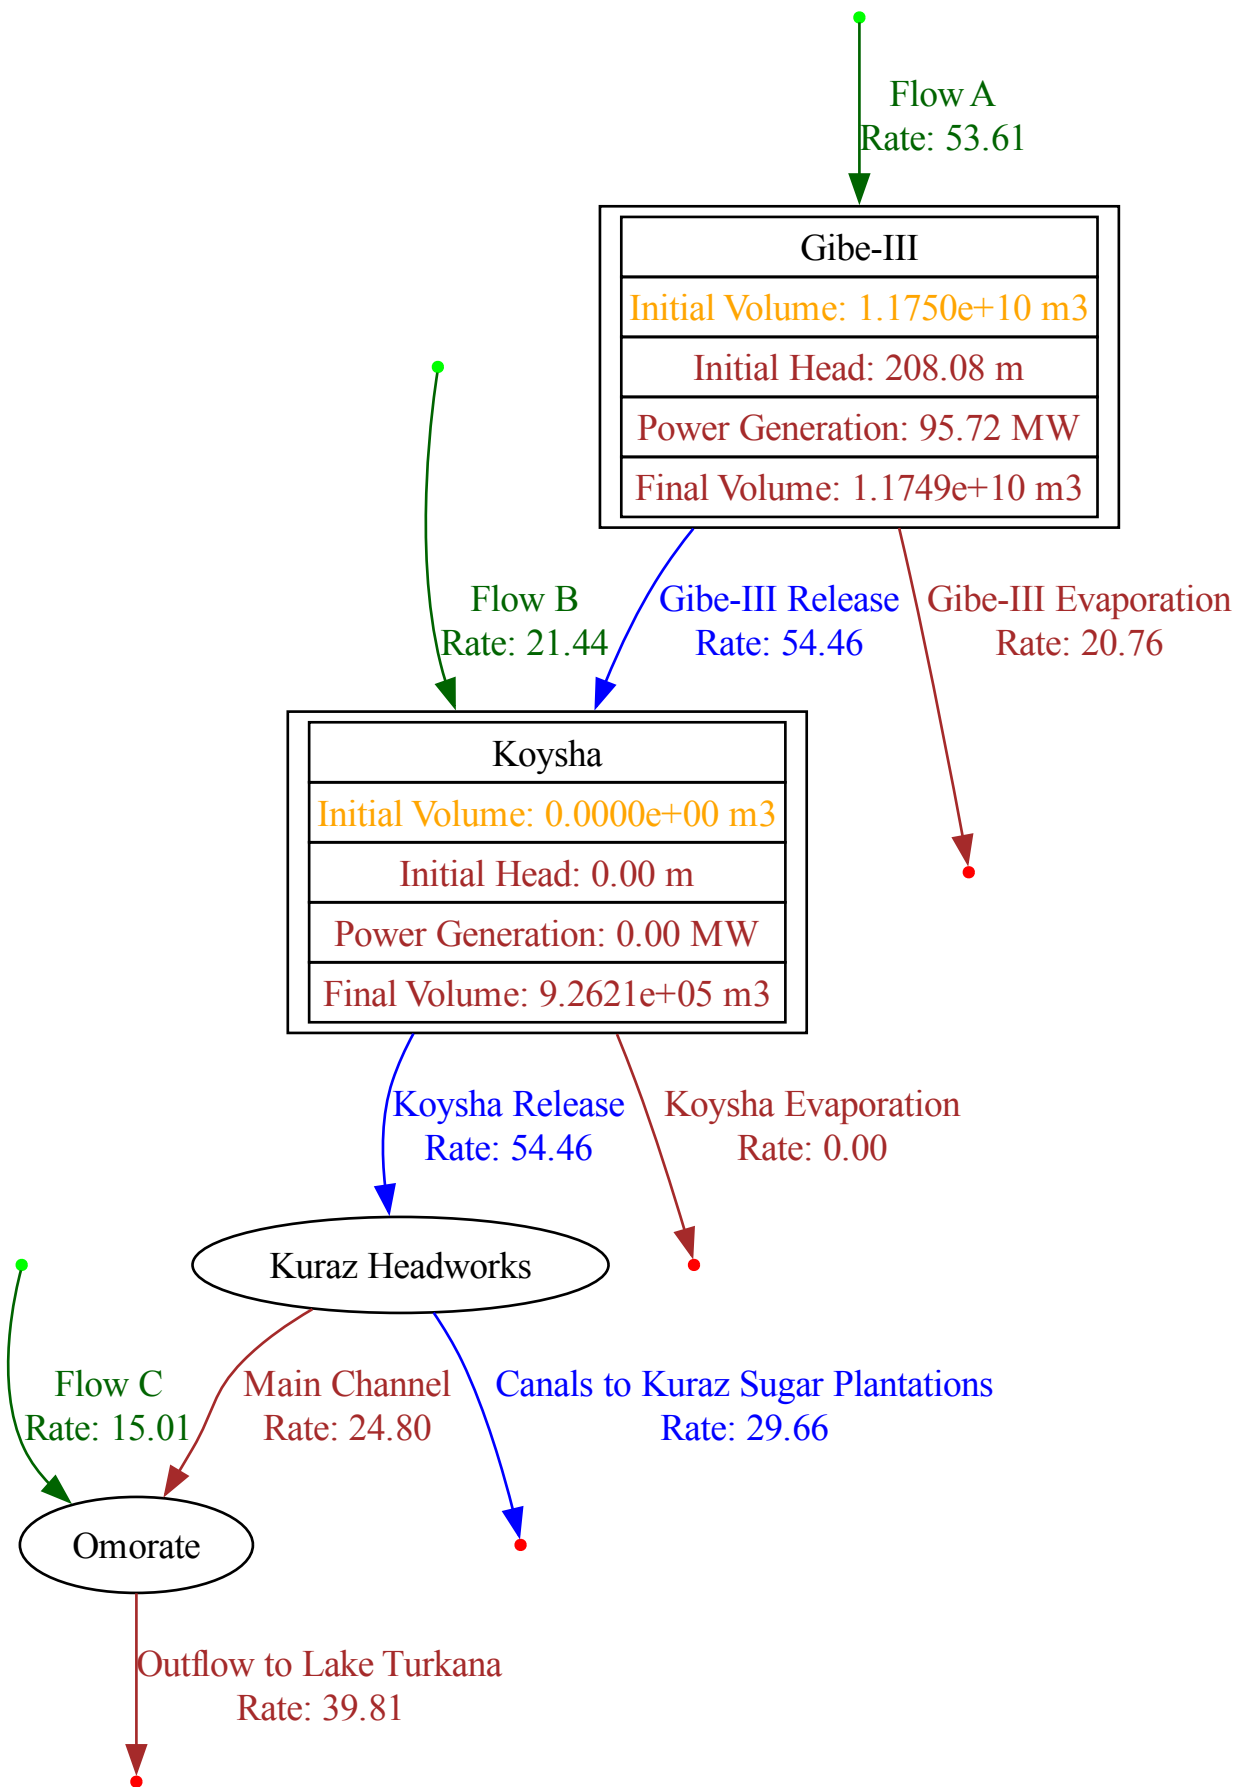 Flow A
Rate: 53.61
Gibe-III
Initial Volume: 1.1750e+10 m3
Initial Head: 208.08 m
Power Generation: 95.72 MW
Final Volume: 1.1749e+10 m3
Flow B
Rate: 21.44
Gibe-III Release
Rate: 54.46
Gibe-III Evaporation
Rate: 20.76
Koysha
Initial Volume: 0.0000e+00 m3
Initial Head: 0.00 m
Power Generation: 0.00 MW
Final Volume: 9.2621e+05 m3
Koysha Release
Rate: 54.46
Koysha Evaporation
Rate: 0.00
Kuraz Headworks
Flow C
Rate: 15.01
Main Channel
Rate: 24.80
Canals to Kuraz Sugar Plantations
Rate: 29.66
Omorate
Outflow to Lake Turkana
Rate: 39.81